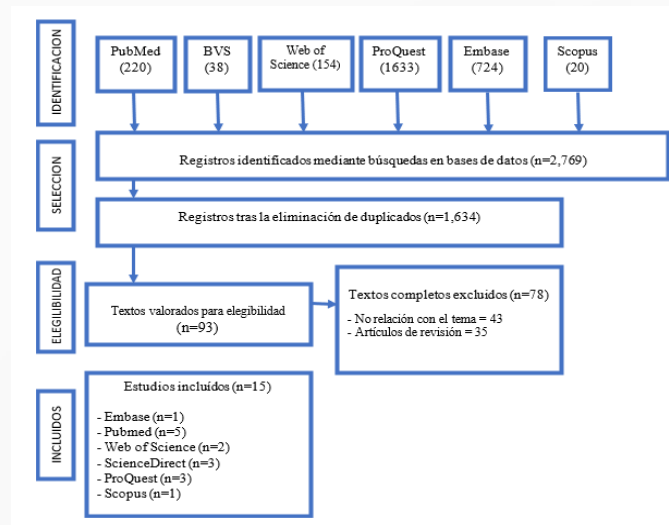 IDENTIFICACION
PubMed
(220)
BVS
(38)
Web of
Science (154)
ProQuest
(1633)
Embase
(724)
Scopus
(20)
SELECCION
Registros identificados mediante búsquedas en bases de datos (n=2,769)
Registros tras la eliminación de duplicados (n=1,634)
ELEGILIBILIDAD
Textos valorados para elegibilidad
(n=93)
Textos completos excluidos (n=78)
- No relación con el tema = 43
- Artículos de revisión = 35
INCLUIDOS
Estudios incluídos (n=15)
- Embase (n=1)
- Pubmed (n=5)
- Web of Science (n=2)
- ScienceDirect (n=3)
- ProQuest (n=3)
- Scopus (n=1)